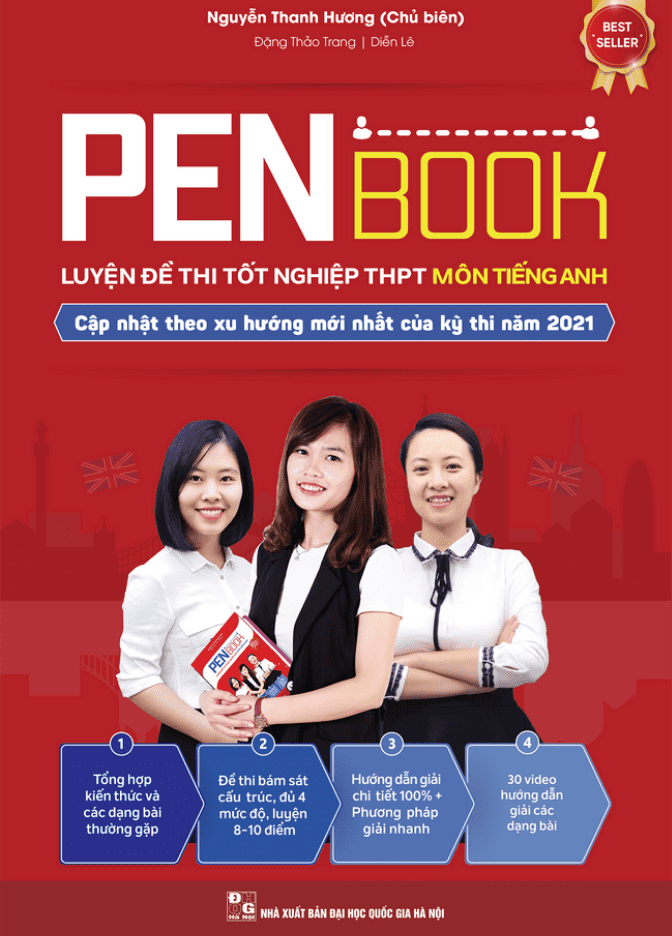 Nguyễn Thanh Hương (Chủ biên)
Đặng Thảo Trang | Diễn Lê
BEST
SELLER
PEN BOOK
LUYỆN ĐỀ THI TỐT NGHIỆP THPT MÔN TIẾNG ANH
Cập nhật theo xu hướng mới nhất của kỳ thi năm 2021
PEN BOOK
1
Tổng hợp
kiến thức và
các dạng bài
thường gặp
2
Đề thi bám sát
cấu trúc, đủ 4
mức độ, luyện
8-10 điểm
3
Hướng dẫn giải
chi tiết 100% +
Phương pháp
giải nhanh
4
30 video
hướng dẫn
giải các
dạng bài
Hà Nội
NHÀ XUẤT BẢN ĐẠI HỌC QUỐC GIA HÀ NỘI